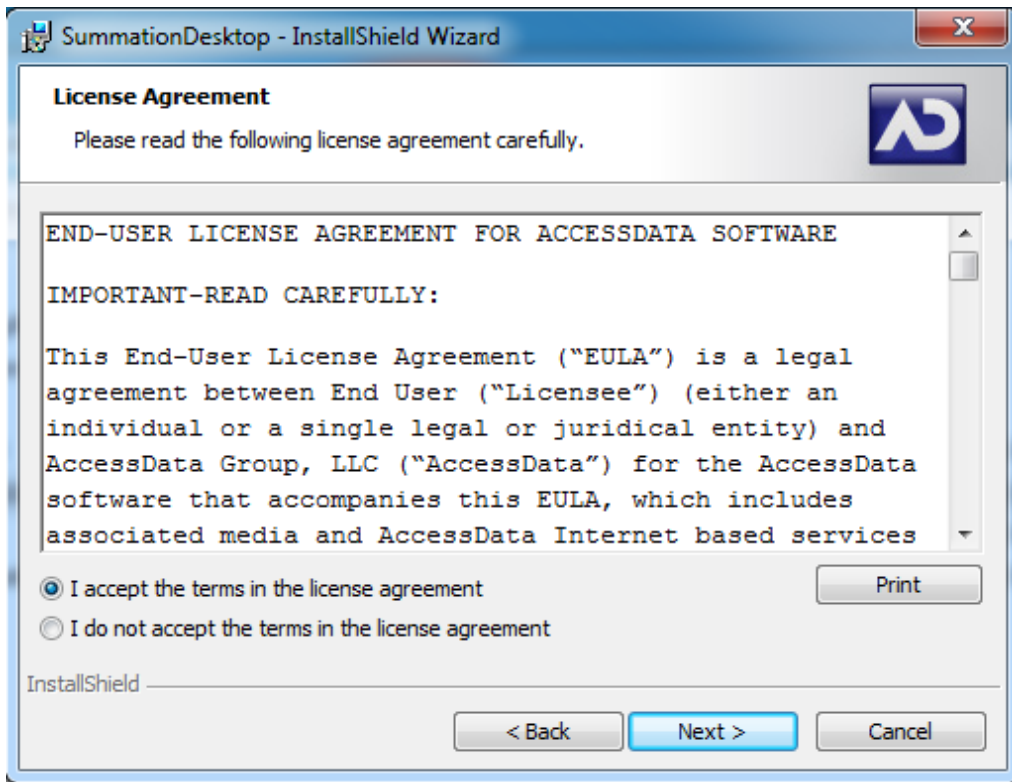 SummationDesktop - InstallShield Wizard
License Agreement
Please read the following license agreement carefully.
AD
END-USER LICENSE AGREEMENT FOR ACCESSDATA SOFTWARE
IMPORTANT-READ CAREFULLY:
This End-User License Agreement (“EULA”) is a legal
agreement between End User (“Licensee”) (either an
individual or a single legal or juridical entity) and
AccessData Group, LLC (“AccessData”) for the AccessData
software that accompanies this EULA, which includes
associated media and AccessData Internet based services
I accept the terms in the license agreement
Print
I do not accept the terms in the license agreement
InstallShield
< Back
Next >
Cancel